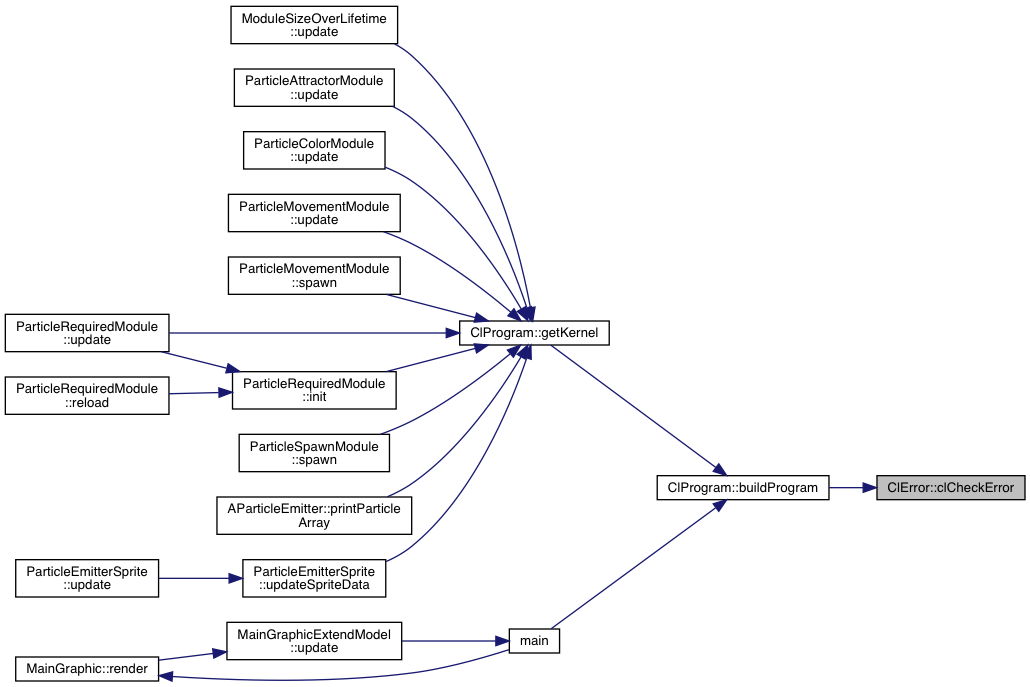 ModuleSizeOverLifetime
::update
ParticleAttractorModule
::update
ParticleColorModule
::update
ParticleMovementModule
::update
ParticleMovementModule
::spawn
ParticleRequiredModule
::update
ClProgram::getKernel
ParticleRequiredModule
::reload
ParticleRequiredModule
::init
ParticleSpawnModule
::spawn
ClProgram::buildProgram
ClError::clCheckError
AParticleEmitter::printParticle
Array
ParticleEmitterSprite
::update
ParticleEmitterSprite
::updateSpriteData
MainGraphicExtendModel
::update
main
MainGraphic::render